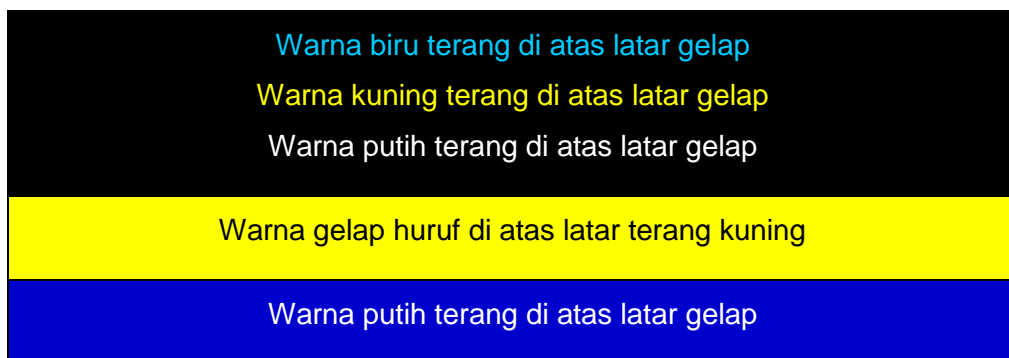 Warna biru terang di atas latar gelap
Warna kuning terang di atas latar gelap
Warna putih terang di atas latar gelap
Warna gelap huruf di atas latar terang kuning
Warna putih terang di atas latar gelap